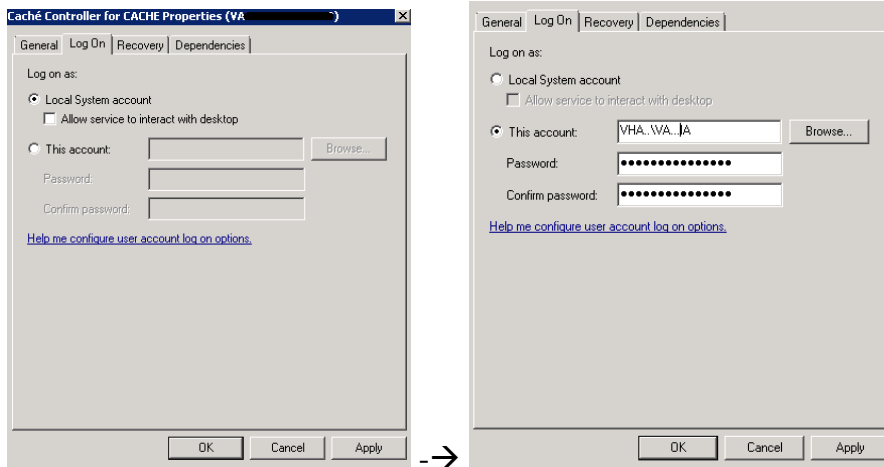 Caché Controller for CACHE Properties (VA )
General Log On Recovery Dependencies
Log on as:
Local System account
Allow service to interact with desktop
This account:
Browse...
Password:
Confirm password:
Help me configure user account log on options.
OK Cancel Apply
-→
General Log On Recovery Dependencies
Log on as:
Local System account
Allow service to interact with desktop
This account: VHA..\VA...IA Browse...
Password: •••••••••••••••
Confirm password: •••••••••••••••
Help me configure user account log on options.
OK Cancel Apply